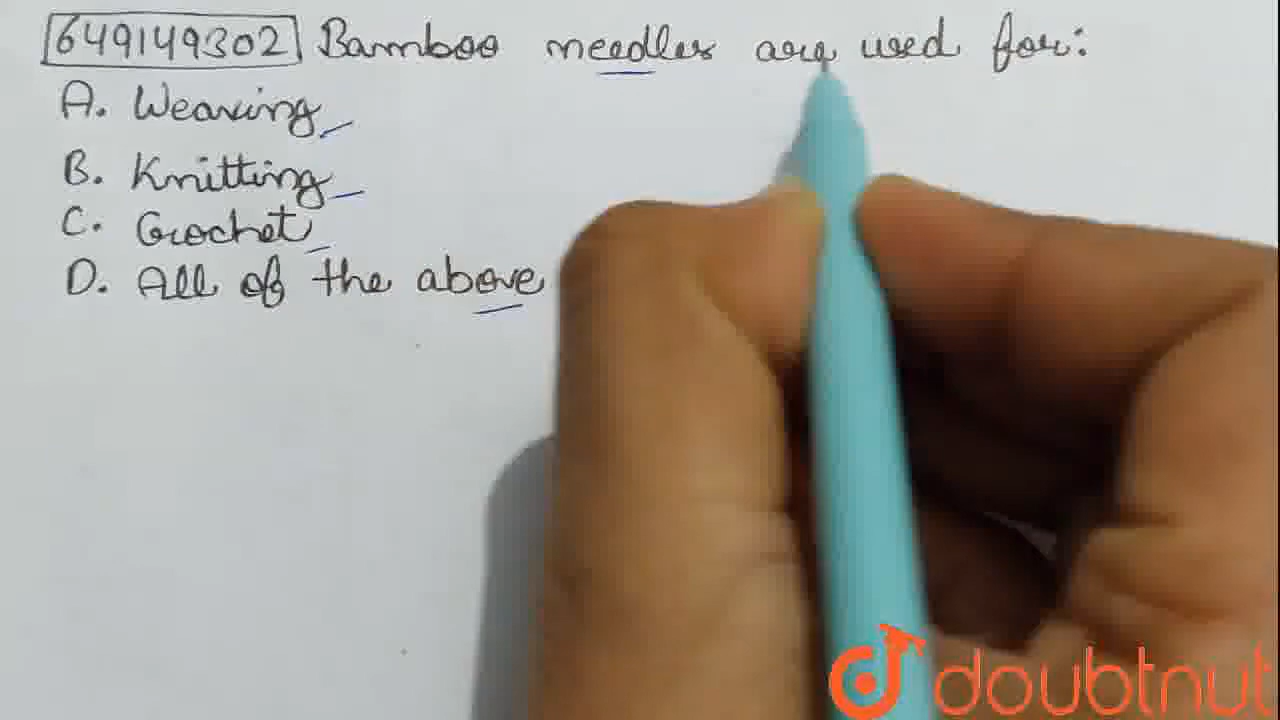 649149302 Bamboo needles are used for:
A. Weaving
B. Knitting
C. Crochet
D. All of the above
doubtnut